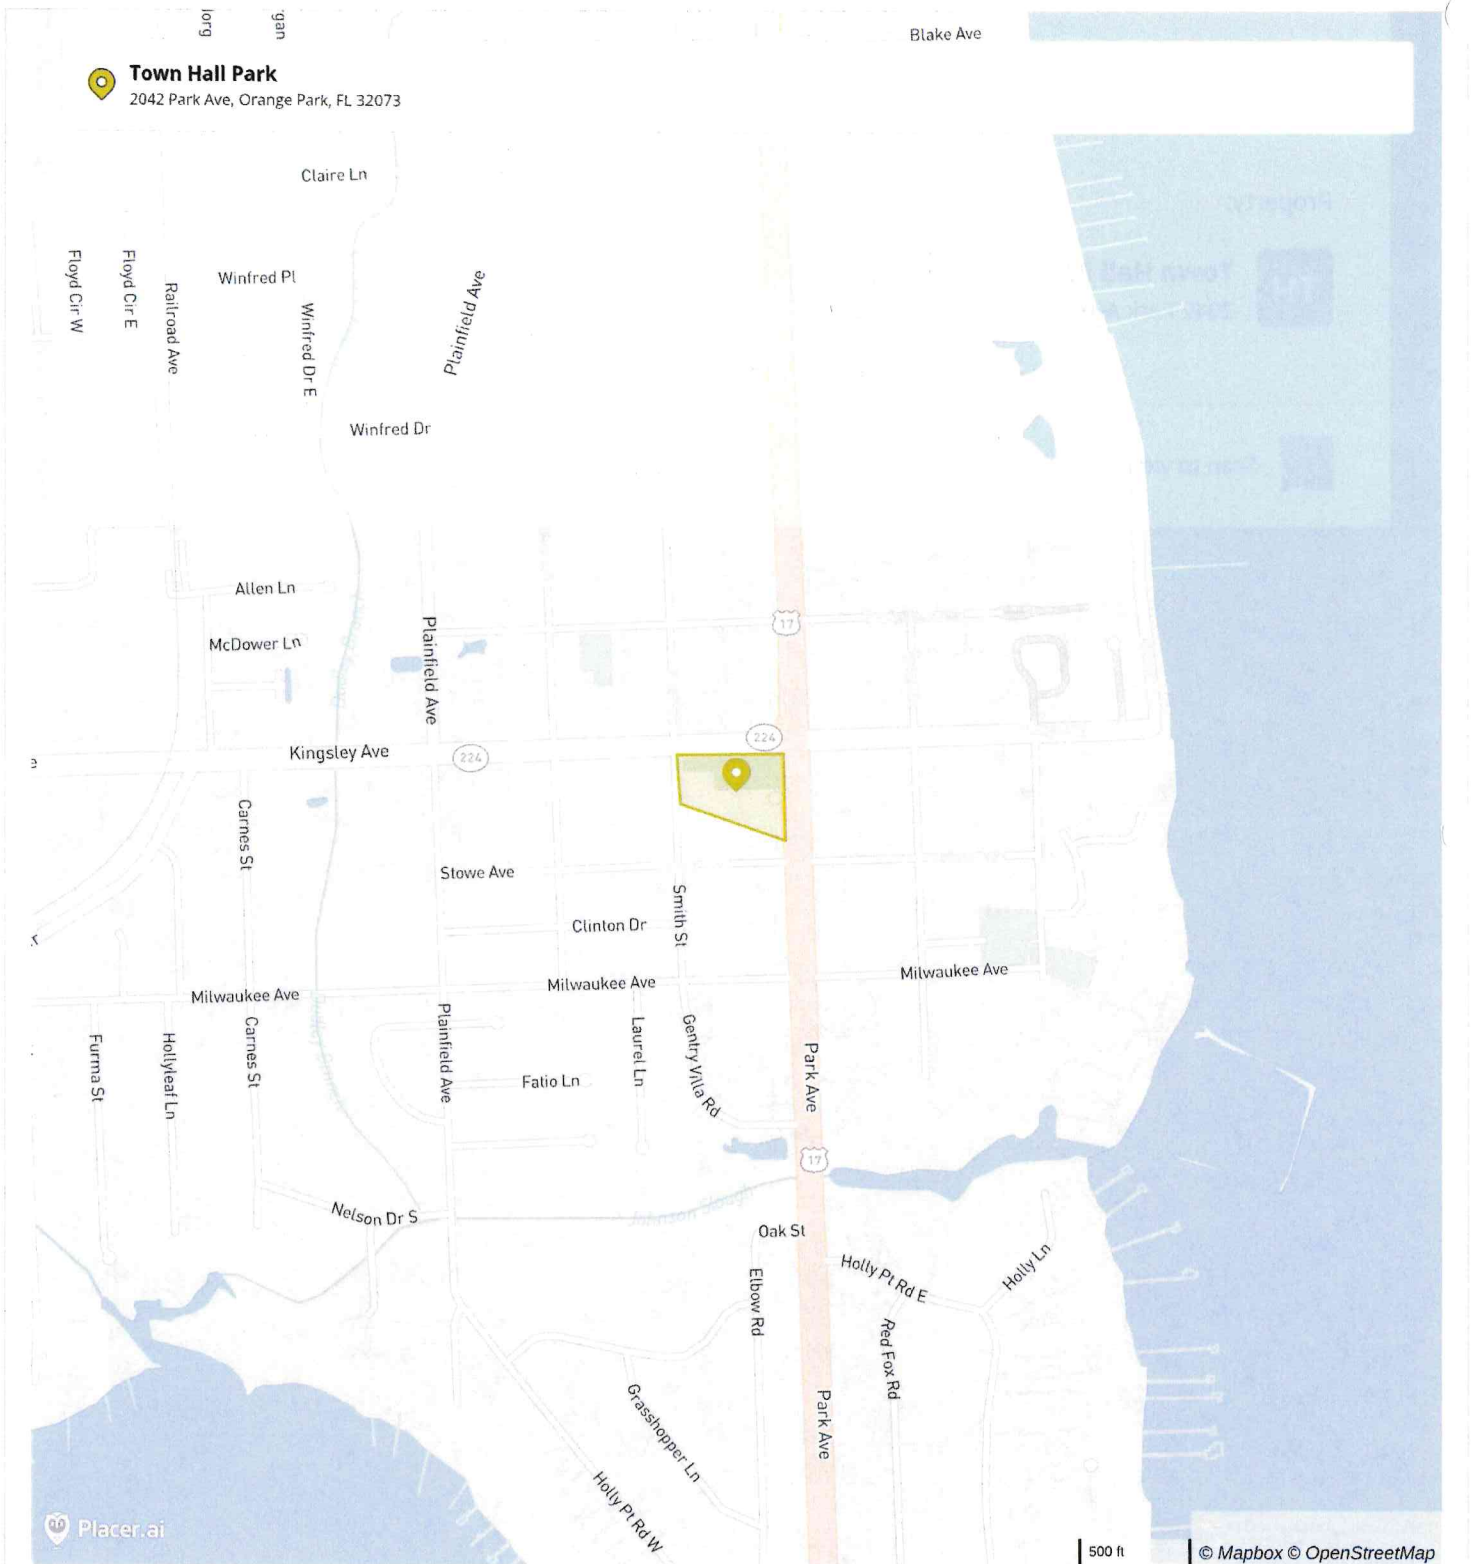 gan
Blake Ave
Town Hall Park
2042 Park Ave, Orange Park, FL 32073
Claire Ln
Floyd Cir W
Floyd Cir E
Railroad Ave
Winfred Pl
Winfred Dr E
Plainfield Ave
Winfred Dr
Allen Ln
McDower Ln
Plainfield Ave
17
224
Kingsley Ave
224
Carnes St
Stowe Ave
Smith St
Clinton Dr
Milwaukee Ave
Milwaukee Ave
Milwaukee Ave
Furma St
Hollyleaf Ln
Carnes St
Plainfield Ave
Fatio Ln
Laurel Ln
Gentry Villa Rd
Park Ave
17
Nelson Dr S
Johnson Slough
Oak St
Elbow Rd
Holly Pt Rd E
Holly Ln
Red Fox Rd
Grasshopper Ln
Park Ave
Holly Pt Rd W
Placer.ai
500 ft
© Mapbox © OpenStreetMap